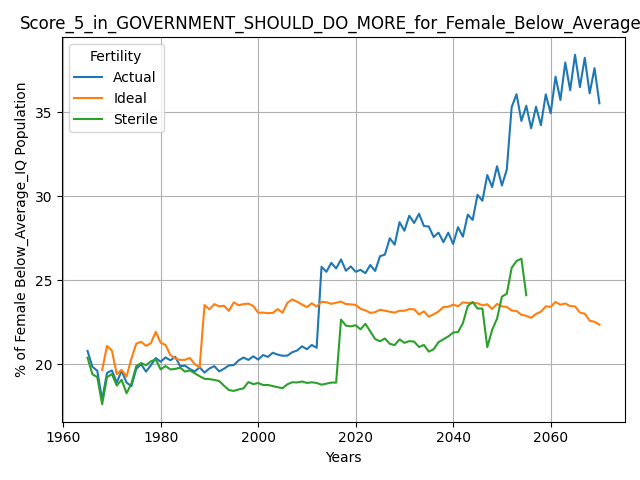 Score_5_in_GOVERNMENT_SHOULD_DO_MORE_for_Female_Below_Average
Fertility
Actual
Ideal
Sterile
% of Female Below_Average_IQ Population
35
30
25
20
1960 1980 2000 2020 2040 2060
Years